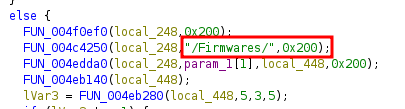 else {
FUN_004f0ef0(local_248,0x200);
FUN_004c4250(local_248,"/Firmwares/",0x200);
FUN_004edda0(local_248,param_1[1],local_448,0x200);
FUN_004eb140(local_448);
lVar3 = FUN_004eb280(local_448,5,3,5);